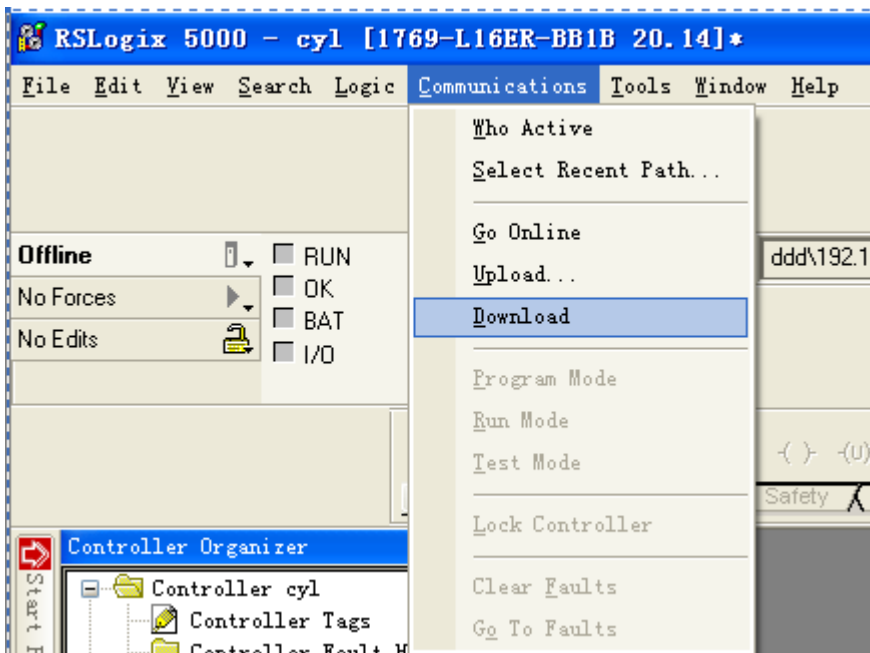 RSLogix 5000 - cyl [1769-L16ER-BB1B 20.14]*
File Edit View Search Logic Communications Tools Window Help
Who Active
Select Recent Path...
Go Online
Upload...
Download
Program Mode
Run Mode
Test Mode
Lock Controller
Clear Faults
Go To Faults
Offline
No Forces
No Edits
RUN
OK
BAT
I/O
ddd\192.1
-( )- -(U)
Safety
Controller Organizer
Start
Controller cyl
Controller Tags
Controller Fault H